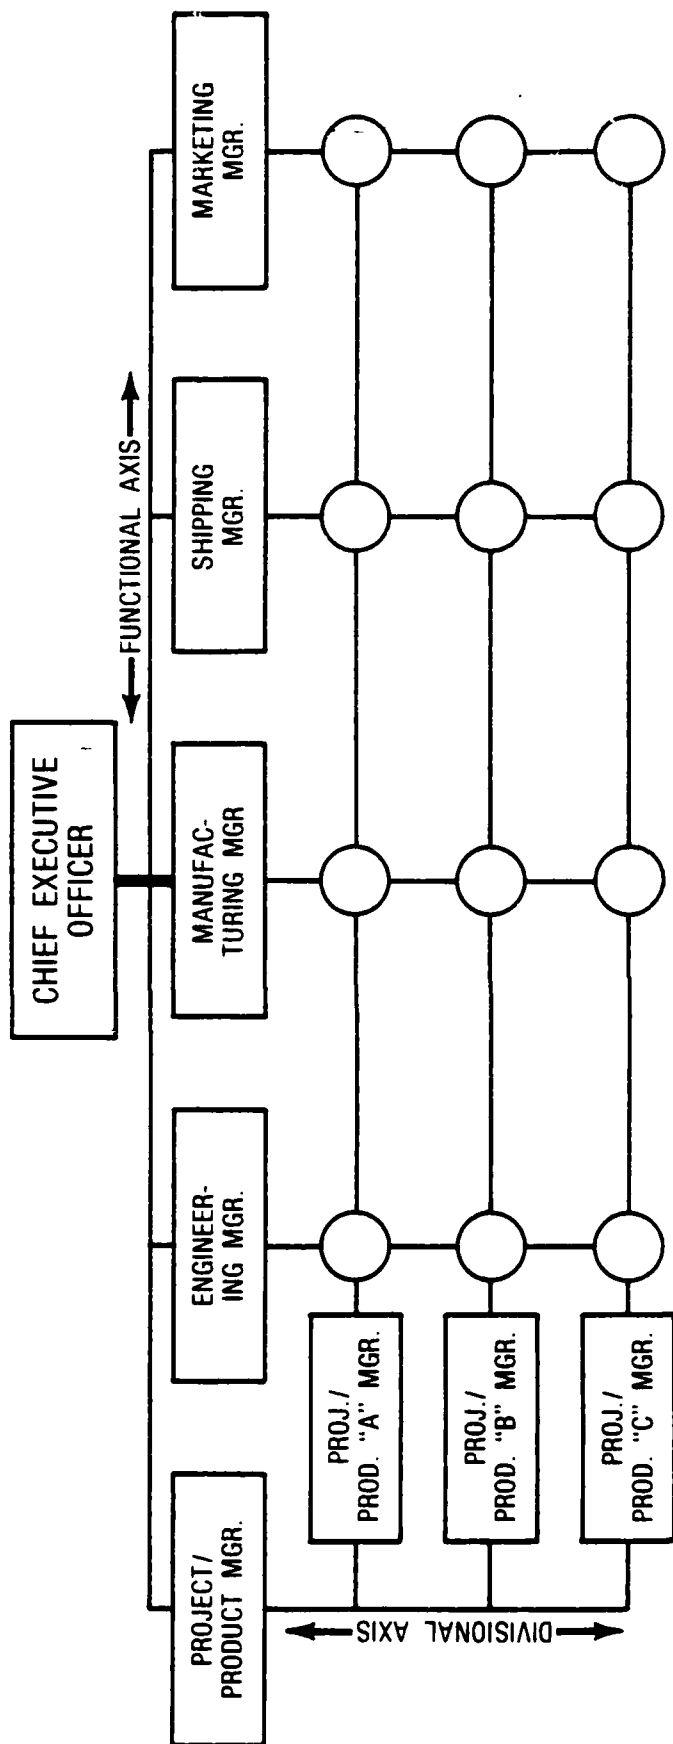 CHIEF EXECUTIVE
OFFICER
FUNCTIONAL AXIS
PROJECT/
PRODUCT MGR.
ENGINEER-
ING MGR.
MANUFAC-
TURING MGR
SHIPPING
MGR.
MARKETING
MGR.
DIVISIONAL AXIS
PROJ./
PROD. "A" MGR.
PROJ./
PROD. "B" MGR.
PROJ./
PROD. "C" MGR.